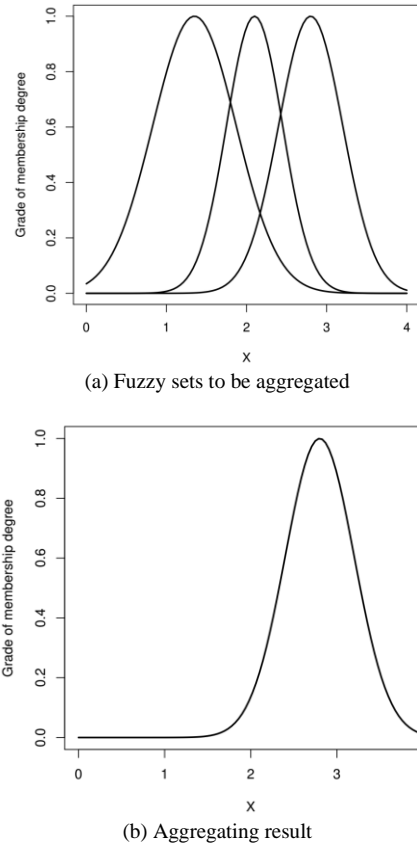 Grade of membership degree
1.0
0.8
0.6
0.4
0.2
0.0
0 1 2 3 4
X
(a) Fuzzy sets to be aggregated
Grade of membership degree
1.0
0.8
0.6
0.4
0.2
0.0
0 1 2 3
X
(b) Aggregating result